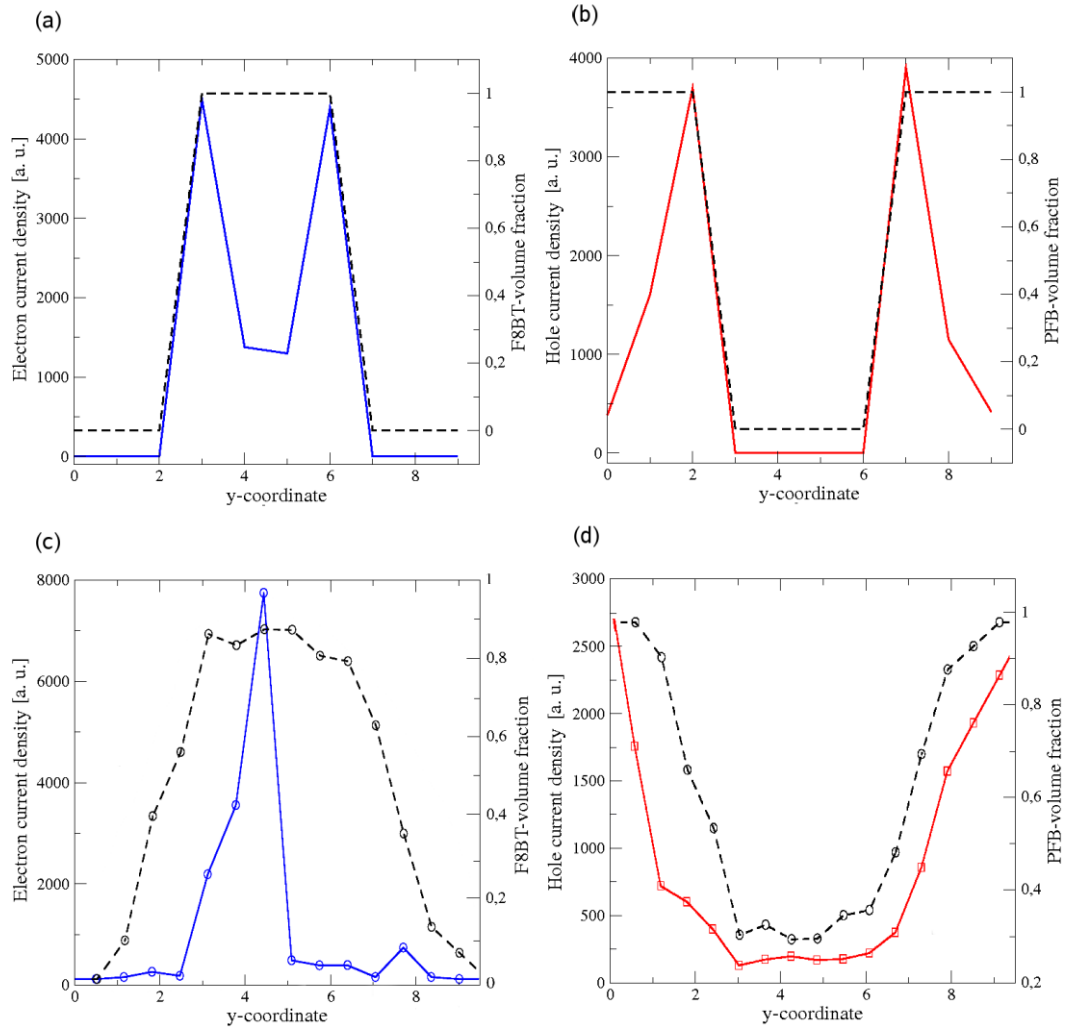 (a)
5000
4000
3000
2000
1000
0
Electron current density [a. u.]
1
0,8
0,6
0,4
0,2
0
F8BT-volume fraction
0 2 4 6 8
y-coordinate
(b)
4000
3000
2000
1000
0
Hole current density [a. u.]
1
0,8
0,6
0,4
0,2
0
PFB-volume fraction
0 2 4 6 8
y-coordinate
(c)
8000
6000
4000
2000
0
Electron current density [a. u.]
1
0,8
0,6
0,4
0,2
0
F8BT-volume fraction
0 2 4 6 8
y-coordinate
(d)
3000
2500
2000
1500
1000
500
0
Hole current density [a. u.]
1
0,8
0,6
0,4
0,2
PFB-volume fraction
0 2 4 6 8
y-coordinate